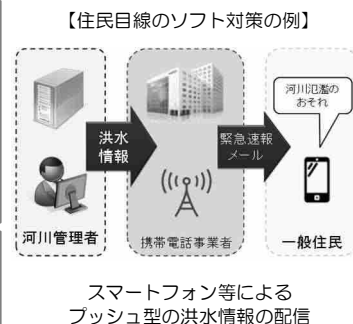 【住民目線のソフト対策の例】
河川氾濫の
おそれ
洪水
情報
緊急速報
メール
河川管理者
携帯電話事業者
一般住民
スマートフォン等による
プッシュ型の洪水情報の配信